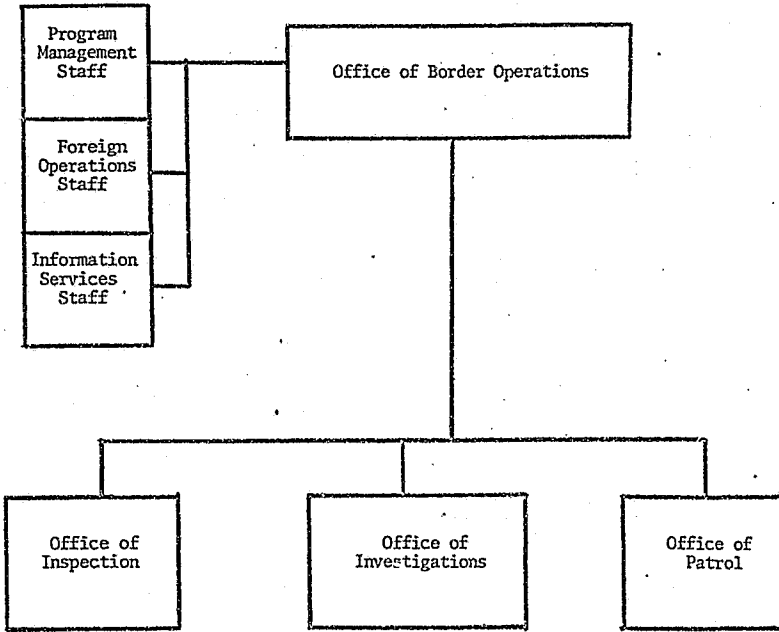 Program
Management
Staff
Office of Border Operations
Foreign
Operations
Staff
Information
Services
Staff
Office of
Inspection
Office of
Investigations
Office of
Patrol